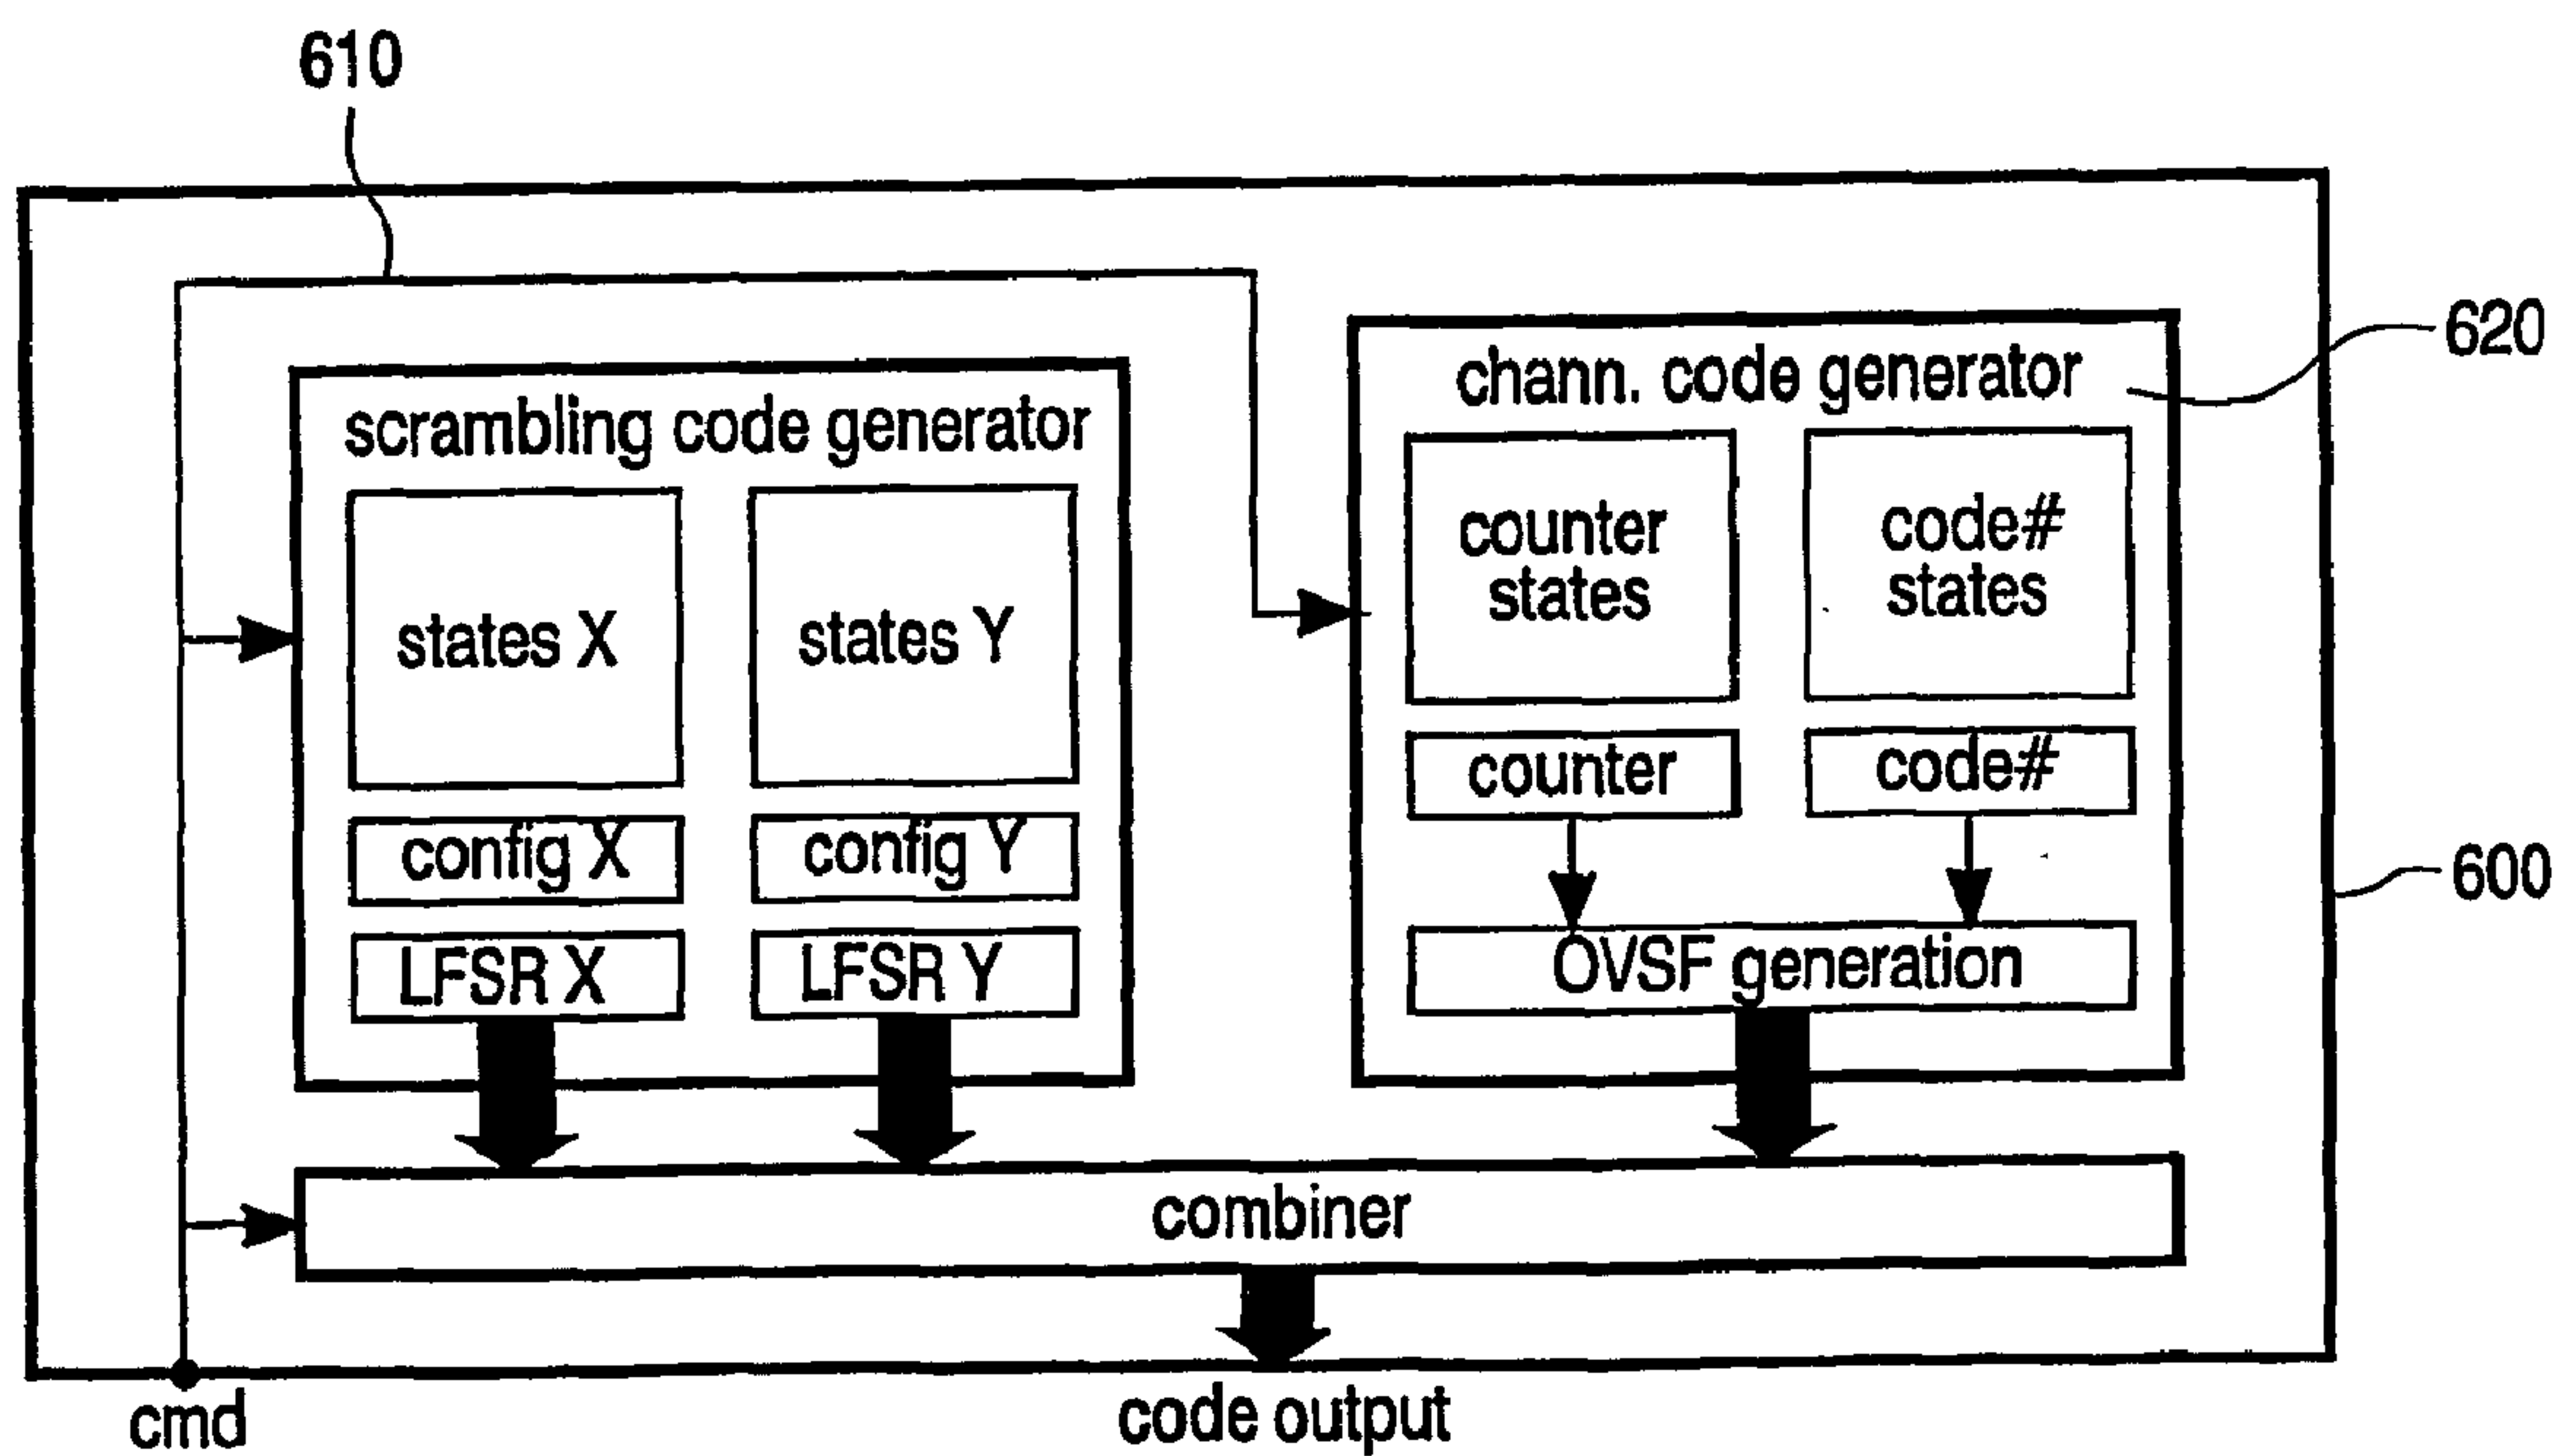 610
620
600
scrambling code generator
states X
states Y
config X
config Y
LFSR X
LFSR Y
chann. code generator
counter
states
code#
states
counter
code#
OVSF generation
combiner
cmd
code output